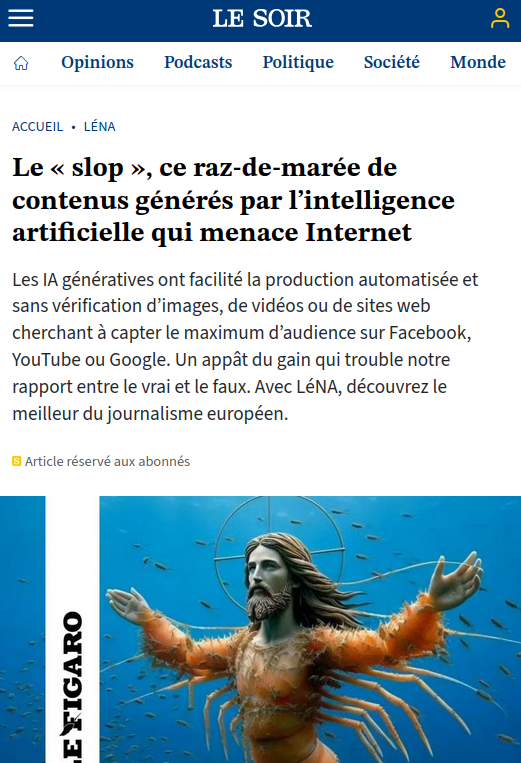 LE SOIR
Opinions Podcasts Politique Société Monde
ACCUEIL • LÉNA
Le « slop », ce raz-de-marée de
contenus générés par l’intelligence
artificielle qui menace Internet
Les IA génératives ont facilité la production automatisée et
sans vérification d’images, de vidéos ou de sites web
cherchant à capter le maximum d’audience sur Facebook,
YouTube ou Google. Un appât du gain qui trouble notre
rapport entre le vrai et le faux. Avec LéNA, découvrez le
meilleur du journalisme européen.
S Article réservé aux abonnés
LE FIGARO